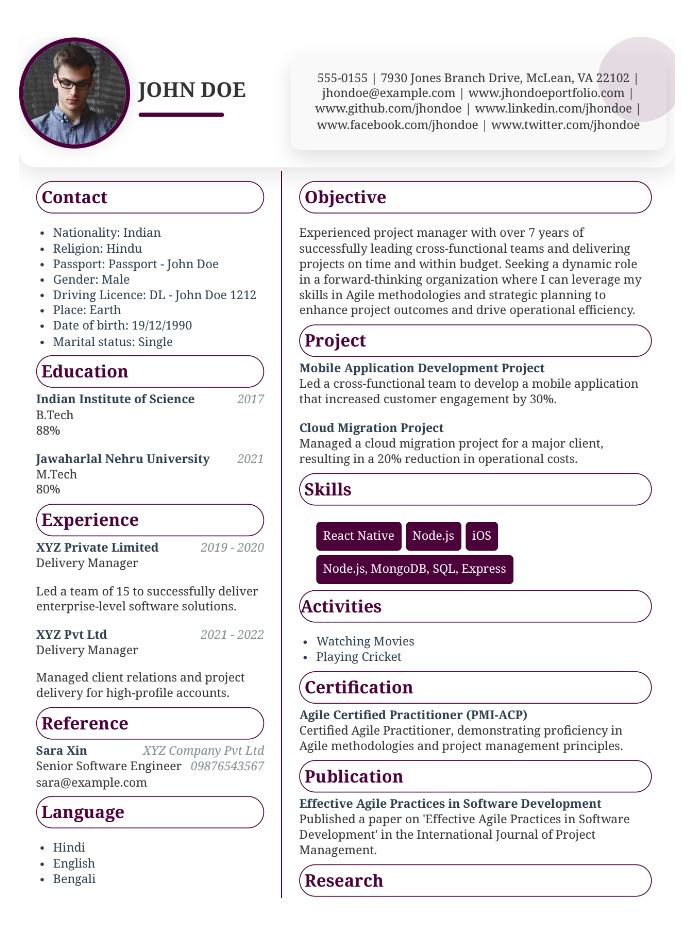 JOHN DOE
555-0155 | 7930 Jones Branch Drive, McLean, VA 22102 |
jhondoe@example.com | www.jhondoeportfolio.com |
www.github.com/jhondoe | www.linkedin.com/jhondoe |
www.facebook.com/jhondoe | www.twitter.com/jhondoe
Contact
• Nationality: Indian
• Religion: Hindu
• Passport: Passport - John Doe
• Gender: Male
• Driving Licence: DL - John Doe 1212
• Place: Earth
• Date of birth: 19/12/1990
• Marital status: Single
Education
Indian Institute of Science 2017
B.Tech
88%
Jawaharlal Nehru University 2021
M.Tech
80%
Experience
XYZ Private Limited 2019 - 2020
Delivery Manager
Led a team of 15 to successfully deliver
enterprise-level software solutions.
XYZ Pvt Ltd 2021 - 2022
Delivery Manager
Managed client relations and project
delivery for high-profile accounts.
Reference
Sara Xin XYZ Company Pvt Ltd
Senior Software Engineer 09876543567
sara@example.com
Language
• Hindi
• English
• Bengali
Objective
Experienced project manager with over 7 years of
successfully leading cross-functional teams and delivering
projects on time and within budget. Seeking a dynamic role
in a forward-thinking organization where I can leverage my
skills in Agile methodologies and strategic planning to
enhance project outcomes and drive operational efficiency.
Project
Mobile Application Development Project
Led a cross-functional team to develop a mobile application
that increased customer engagement by 30%.
Cloud Migration Project
Managed a cloud migration project for a major client,
resulting in a 20% reduction in operational costs.
Skills
React Native Node.js iOS
Node.js, MongoDB, SQL, Express
Activities
• Watching Movies
• Playing Cricket
Certification
Agile Certified Practitioner (PMI-ACP)
Certified Agile Practitioner, demonstrating proficiency in
Agile methodologies and project management principles.
Publication
Effective Agile Practices in Software Development
Published a paper on 'Effective Agile Practices in Software
Development' in the International Journal of Project
Management.
Research